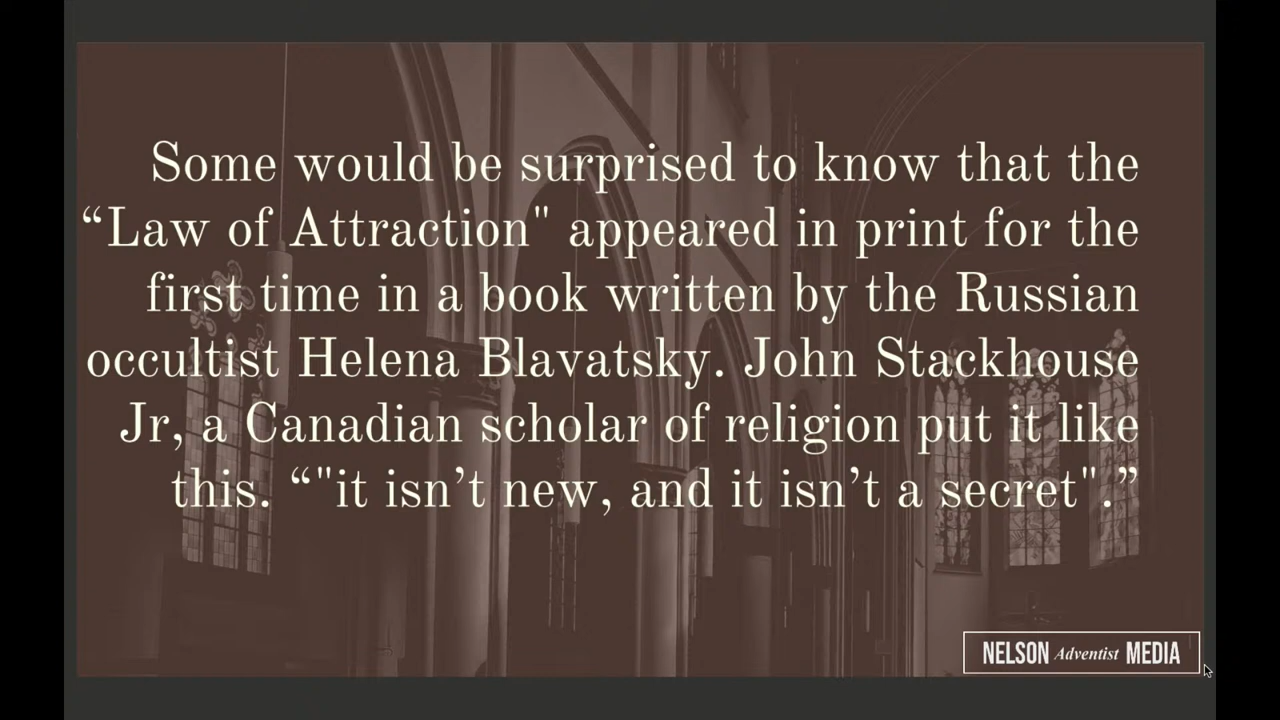 Some would be surprised to know that the
“Law of Attraction" appeared in print for the
first time in a book written by the Russian
occultist Helena Blavatsky. John Stackhouse
Jr, a Canadian scholar of religion put it like
this. “"it isn’t new, and it isn’t a secret".”
NELSON Adventist MEDIA